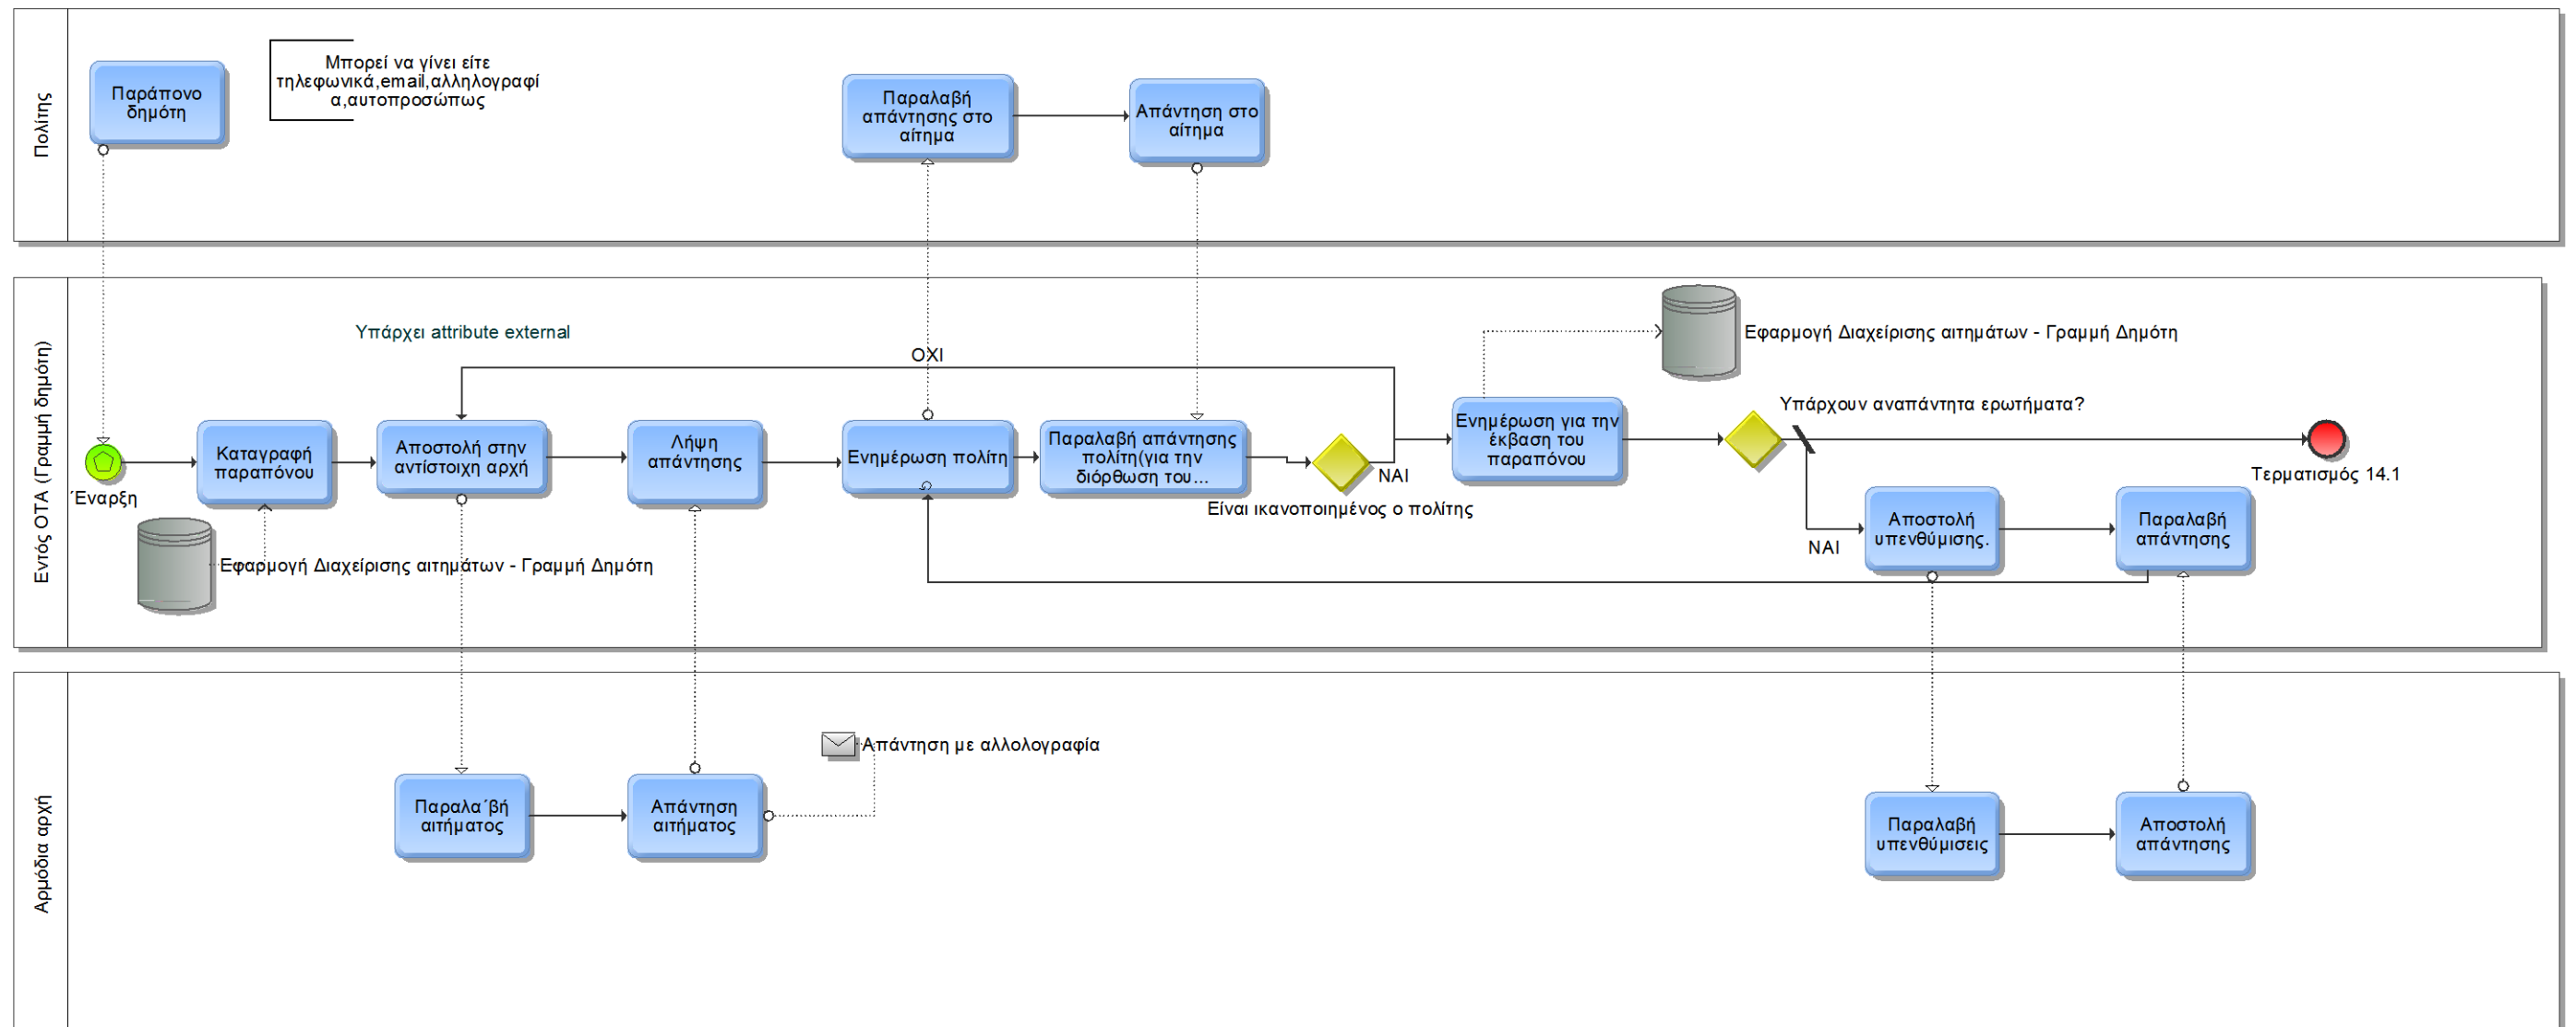 Πολίτης
Παράπονο
δημότη
Μπορεί να γίνει είτε
τηλεφωνικά,email,αλληλογραφί
α,αυτοπροσώπως
Παραλαβή
απάντησης στο
αίτημα
Απάντηση στο
αίτημα
Εντός ΟΤΑ (Γραμμή δημότη)
Υπάρχει attribute external
ΟΧΙ
Εφαρμογή Διαχείρισης αιτημάτων - Γραμμή Δημότη
Έναρξη
Καταγραφή
παραπόνου
Αποστολή στην
αντίστοιχη αρχή
Λήψη
απάντησης
Ενημέρωση πολίτη
Παραλαβή απάντησης
πολίτη(για την
διόρθωση του...
ΝΑΙ
Είναι ικανοποιημένος ο πολίτης
Ενημέρωση για την
έκβαση του
παραπόνου
Υπάρχουν αναπάντητα ερωτήματα?
Τερματισμός 14.1
Εφαρμογή Διαχείρισης αιτημάτων - Γραμμή Δημότη
ΝΑΙ
Αποστολή
υπενθύμισης.
Παραλαβή
απάντησης
Αρμόδια αρχή
Παραλα΄βή
αιτήματος
Απάντηση
αιτήματος
Απάντηση με αλλολογραφία
Παραλαβή
υπενθύμισεις
Αποστολή
απάντησης